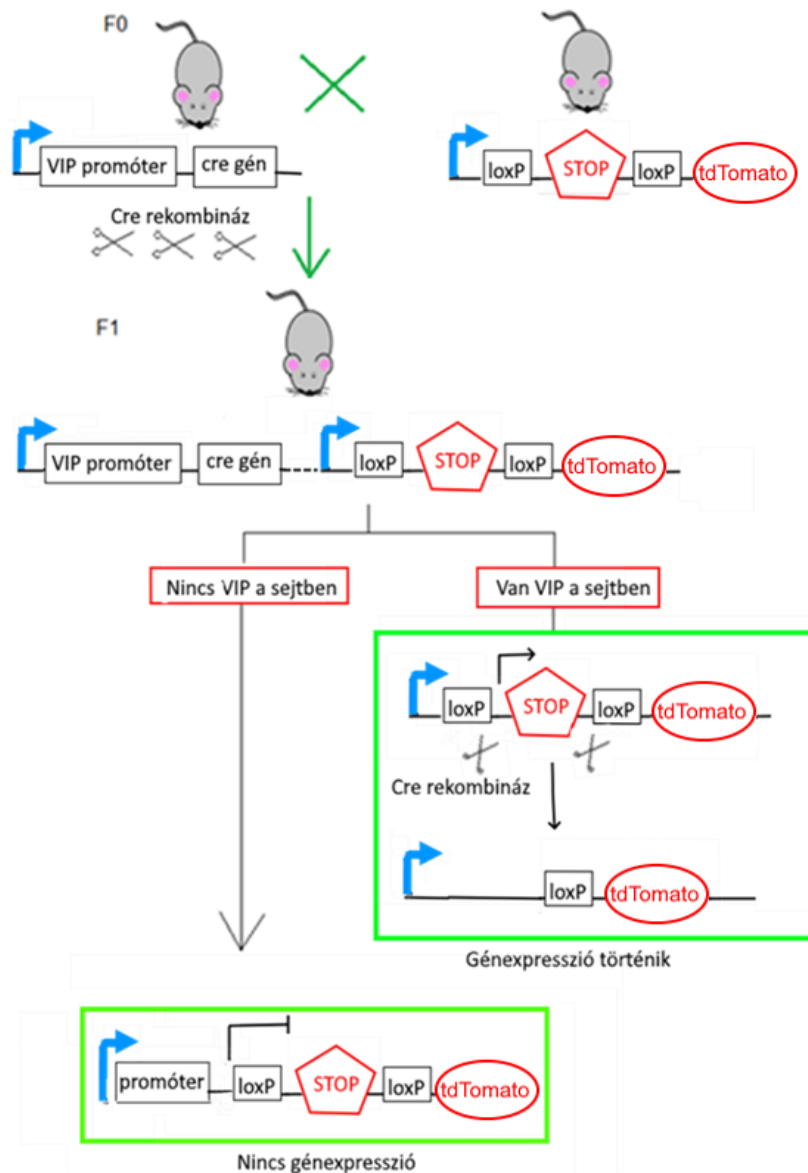 F0
VIP promóter cre gén
loxP STOP loxP tdTomato
Cre rekombináz
F1
VIP promóter cre gén loxP STOP loxP tdTomato
Nincs VIP a sejtben
Van VIP a sejtben
loxP STOP loxP tdTomato
Cre rekombináz
loxP tdTomato
Génexpresszió történik
promóter loxP STOP loxP tdTomato
Nincs génexpresszió